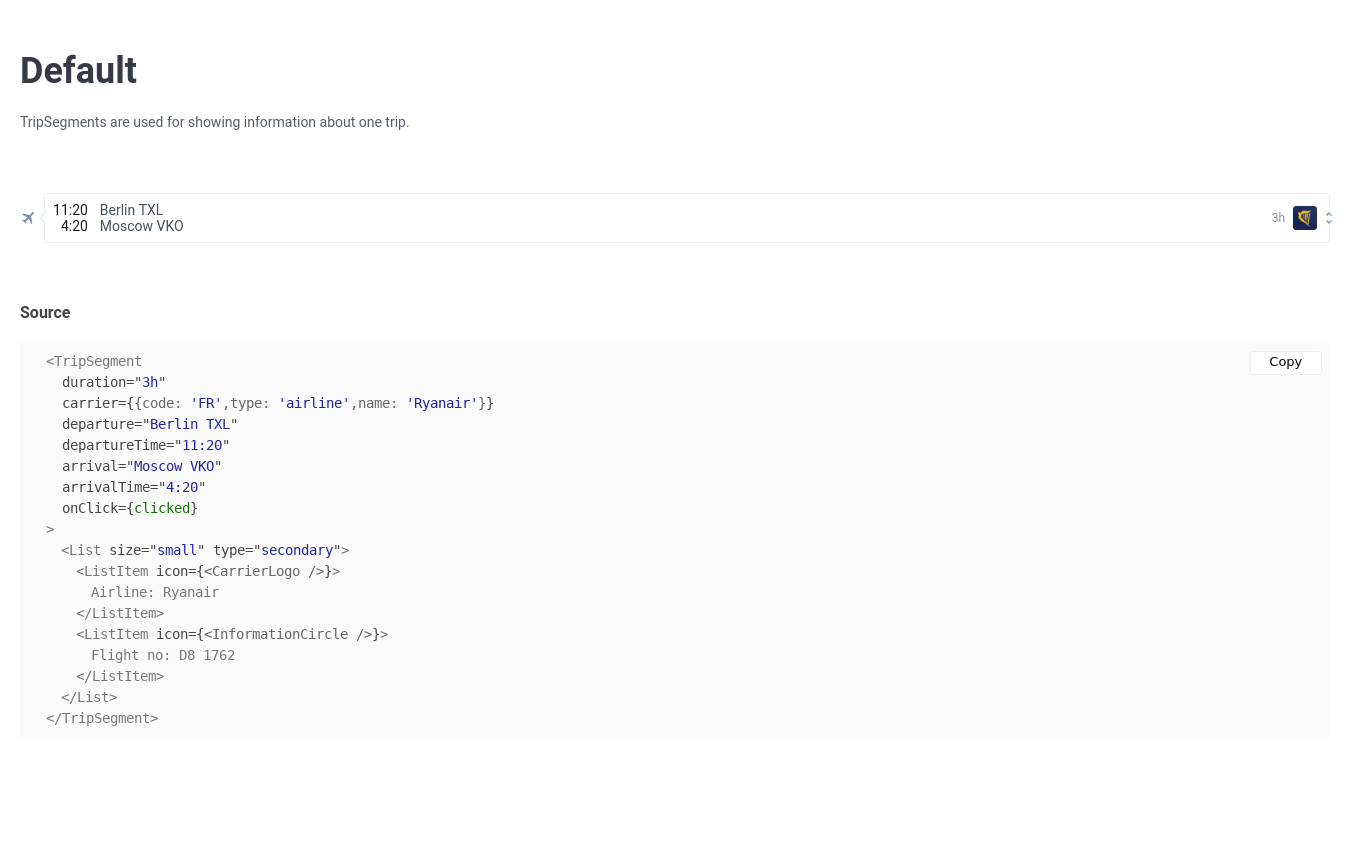 Default
TripSegments are used for showing information about one trip.
11:20 Berlin TXL
4:20 Moscow VKO
3h
Source
Copy
<TripSegment
  duration="3h"
  carrier={{code: 'FR',type: 'airline',name: 'Ryanair'}}
  departure="Berlin TXL"
  departureTime="11:20"
  arrival="Moscow VKO"
  arrivalTime="4:20"
  onClick={clicked}
>
  <List size="small" type="secondary">
    <ListItem icon={<CarrierLogo />}>
      Airline: Ryanair
    </ListItem>
    <ListItem icon={<InformationCircle />}>
      Flight no: D8 1762
    </ListItem>
  </List>
</TripSegment>